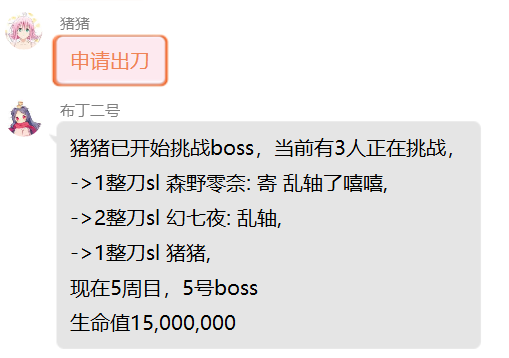 猪猪
申请出刀
布丁二号
猪猪已开始挑战boss，当前有3人正在挑战，
->1整刀sl 森野零奈: 寄 乱轴了嘻嘻,
->2整刀sl 幻七夜: 乱轴,
->1整刀sl 猪猪,
现在5周目，5号boss
生命值15,000,000